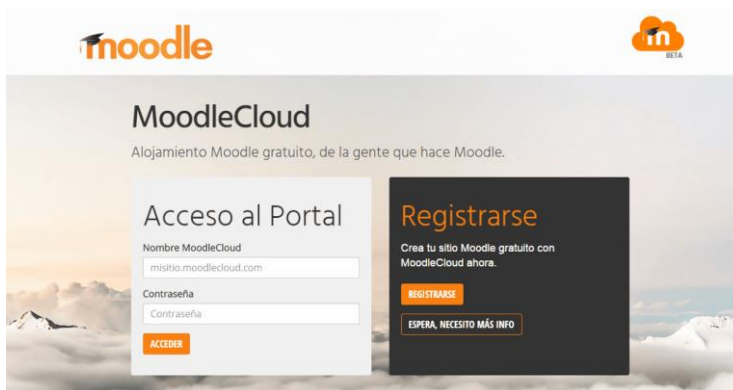 moodle
m
BETA
MoodleCloud
Alojamiento Moodle gratuito, de la gente que hace Moodle.
Acceso al Portal
Nombre MoodleCloud
misitio.moodlecloud.com
Contraseña
Contraseña
ACCEDER
Registrarse
Crea tu sitio Moodle gratuito con
MoodleCloud ahora.
REGISTRARSE
ESPERA, NECESITO MÁS INFO